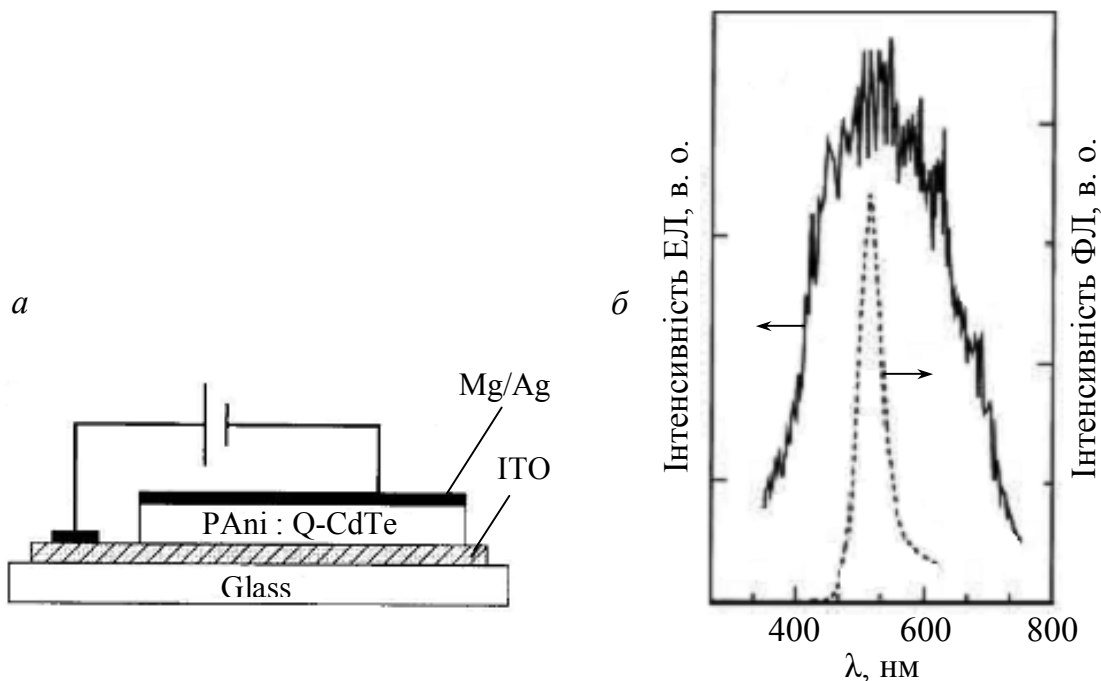 а
Mg/Ag
ITO
PAni : Q-CdTe
Glass
б
Інтенсивність ЕЛ, в. о.
Інтенсивність ФЛ, в. о.
400 600 800
λ, нм